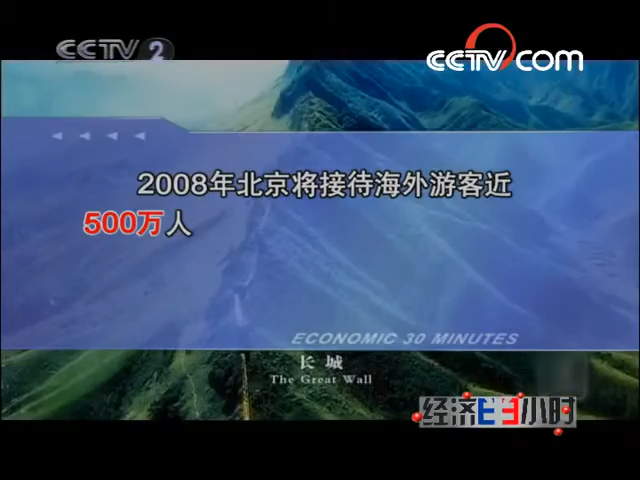 CCTV 2
CCTV.com
2008年北京将接待海外游客近
500万人
ECONOMIC 30 MINUTES
长城
The Great Wall
经济半小时